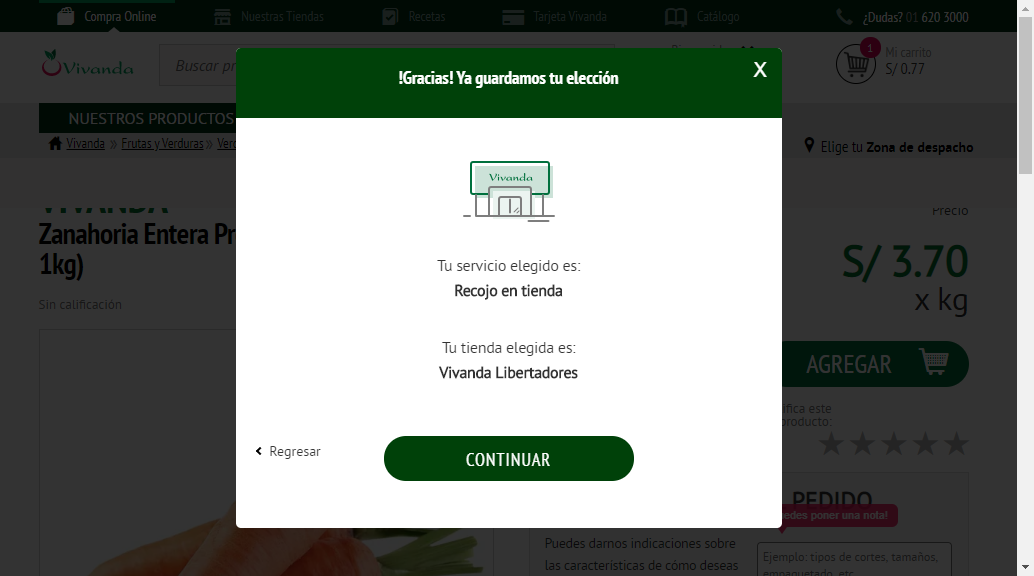 Compra Online
Nuestras Tiendas
Recetas
Tarjeta Vivanda
Catálogo
¿Dudas? 01 620 3000
Vivanda
Buscar pr
1
Mi carrito
S/ 0.77
!Gracias! Ya guardamos tu elección
X
NUESTROS PRODUCTOS
Vivanda » Frutas y Verduras »
Elige tu Zona de despacho
Vivanda
VIVANDA
Zanahoria Entera Pr
1kg)
Sin calificación
Precio
S/ 3.70
x kg
Tu servicio elegido es:
Recojo en tienda
Tu tienda elegida es:
Vivanda Libertadores
AGREGAR
ifica este
producto:
Regresar
CONTINUAR
PEDIDO
edes poner una nota!
Puedes darnos indicaciones sobre
las características de cómo deseas
Ejemplo: tipos de cortes, tamaños,
empaquetado, etc.